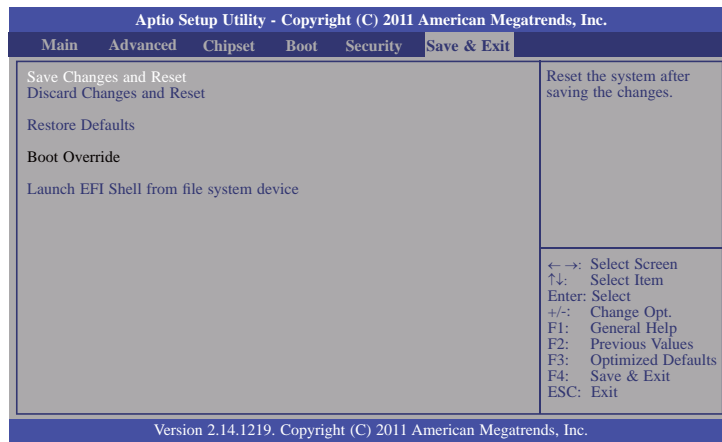 Aptio Setup Utility - Copyright (C) 2011 American Megatrends, Inc.
Main Advanced Chipset Boot Security Save & Exit
Save Changes and Reset
Discard Changes and Reset
Restore Defaults
Boot Override
Launch EFI Shell from file system device
Reset the system after
saving the changes.
← →: Select Screen
↑↓: Select Item
Enter: Select
+/-: Change Opt.
F1: General Help
F2: Previous Values
F3: Optimized Defaults
F4: Save & Exit
ESC: Exit
Version 2.14.1219. Copyright (C) 2011 American Megatrends, Inc.